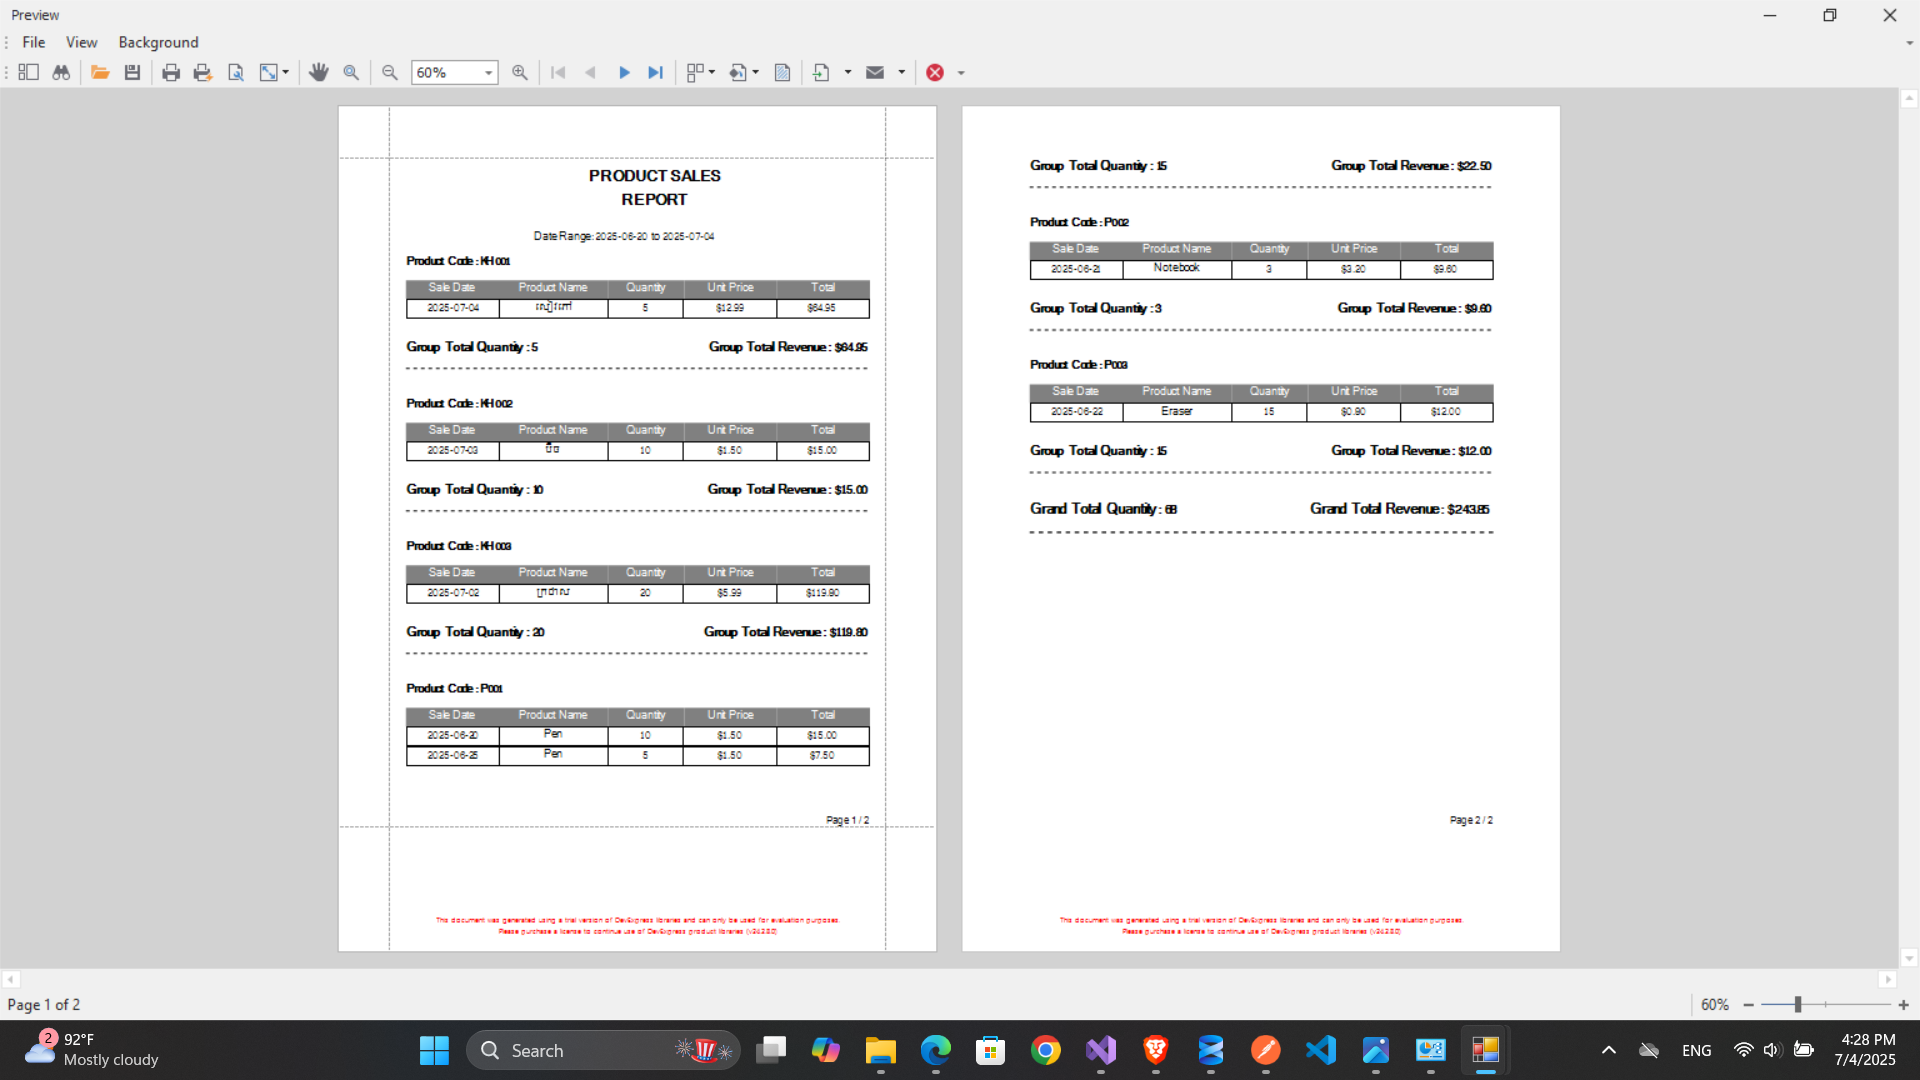 Preview
File View Background
60%
PRODUCT SALES
REPORT
Date Range: 2025-06-20 to 2025-07-04
Product Code : KH001
Sale Date Product Name Quantity Unit Price Total
2025-07-04 សៀវភៅ 5 $12.99 $64.95
Group Total Quantity : 5 Group Total Revenue : $64.95
Product Code : KH002
Sale Date Product Name Quantity Unit Price Total
2025-07-03 ប៊ិច 10 $1.50 $15.00
Group Total Quantity : 10 Group Total Revenue : $15.00
Product Code : KH003
Sale Date Product Name Quantity Unit Price Total
2025-07-02 ក្រដាស 20 $5.99 $119.80
Group Total Quantity : 20 Group Total Revenue : $119.80
Product Code : P001
Sale Date Product Name Quantity Unit Price Total
2025-06-20 Pen 10 $1.50 $15.00
2025-06-25 Pen 5 $1.50 $7.50
Page 1 / 2
This document was generated using a trial version of DevExpress libraries and can only be used for evaluation purposes.
Please purchase a license to continue use of DevExpress product libraries
Group Total Quantity : 15 Group Total Revenue : $22.50
Product Code : P002
Sale Date Product Name Quantity Unit Price Total
2025-06-21 Notebook 3 $3.20 $9.60
Group Total Quantity : 3 Group Total Revenue : $9.60
Product Code : P003
Sale Date Product Name Quantity Unit Price Total
2025-06-22 Eraser 15 $0.80 $12.00
Group Total Quantity : 15 Group Total Revenue : $12.00
Grand Total Quantity : 68 Grand Total Revenue : $243.85
Page 2 / 2
This document was generated using a trial version of DevExpress libraries and can only be used for evaluation purposes.
Please purchase a license to continue use of DevExpress product libraries
Page 1 of 2 60%
2 92°F
Mostly cloudy
Search
ENG
4:28 PM
7/4/2025